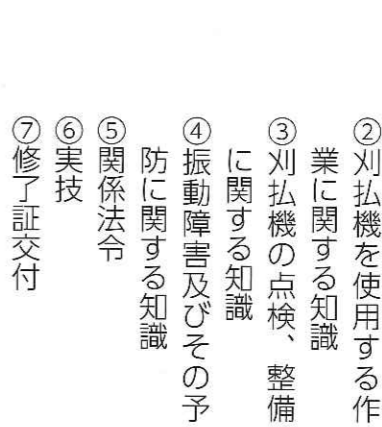 ②刈払機を使用する作
業に関する知識
③刈払機の点検、整備
に関する知識
④振動障害及びその予
防に関する知識
⑤関係法令
⑥実技
⑦修了証交付